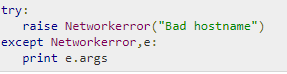 try:
   raise Networkerror("Bad hostname")
except Networkerror,e:
   print e.args